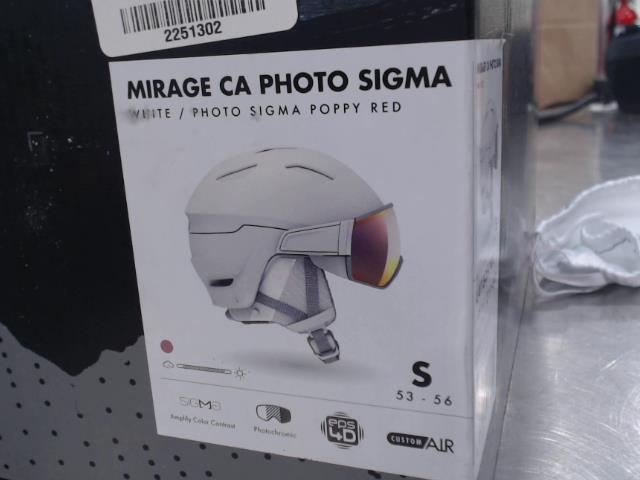 2251302
MIRAGE CA PHOTO SIGMA
WHITE / PHOTO SIGMA POPPY RED
S
53 - 56
SIGMA
Amplify Color Contrast
Photochromic
EPS
4D
CUSTOM AIR